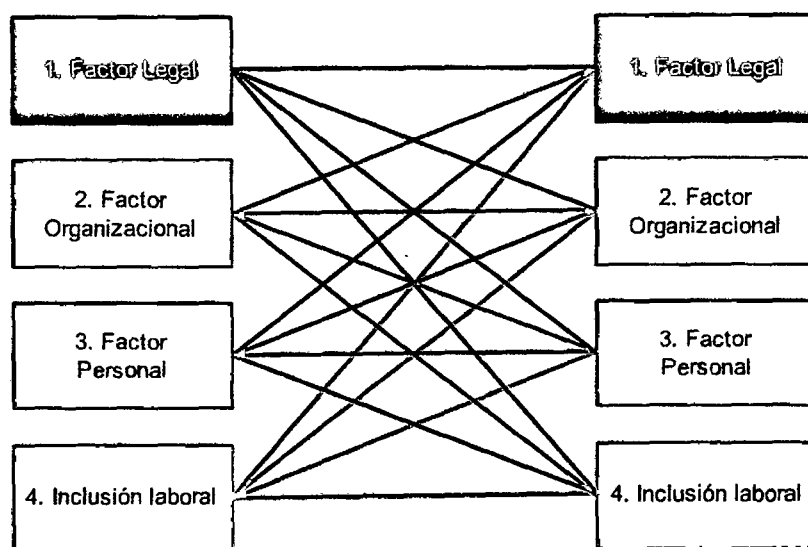 1. Factor Legal
1. Factor Legal
2. Factor
Organizacional
2. Factor
Organizacional
3. Factor
Personal
3. Factor
Personal
4. Inclusión laboral
4. Inclusión laboral